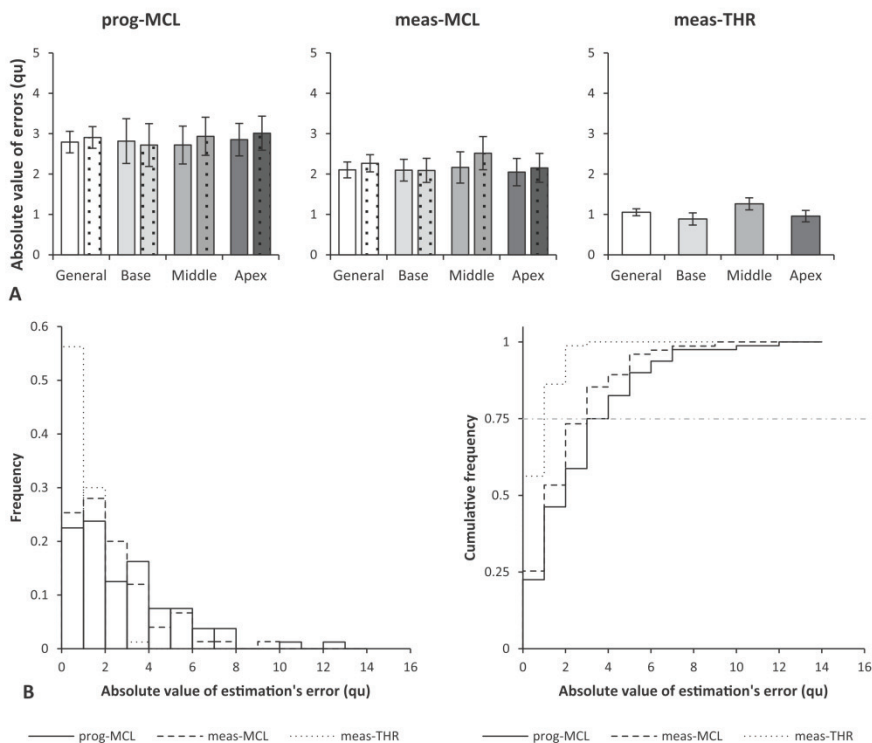 prog-MCL meas-MCL meas-THR
Absolute value of errors (qu)
5 5 5
4 4 4
3 3 3
2 2 2
1 1 1
0 0 0
General Base Middle Apex General Base Middle Apex General Base Middle Apex
A
Frequency
0.6
0.5
0.4
0.3
0.2
0.1
0
0 2 4 6 8 10 12 14 16
Absolute value of estimation's error (qu)
B
Cumulative frequency
1
0.75
0.5
0.25
0
0 2 4 6 8 10 12 14 16
Absolute value of estimation's error (qu)
prog-MCL meas-MCL meas-THR prog-MCL meas-MCL meas-THR